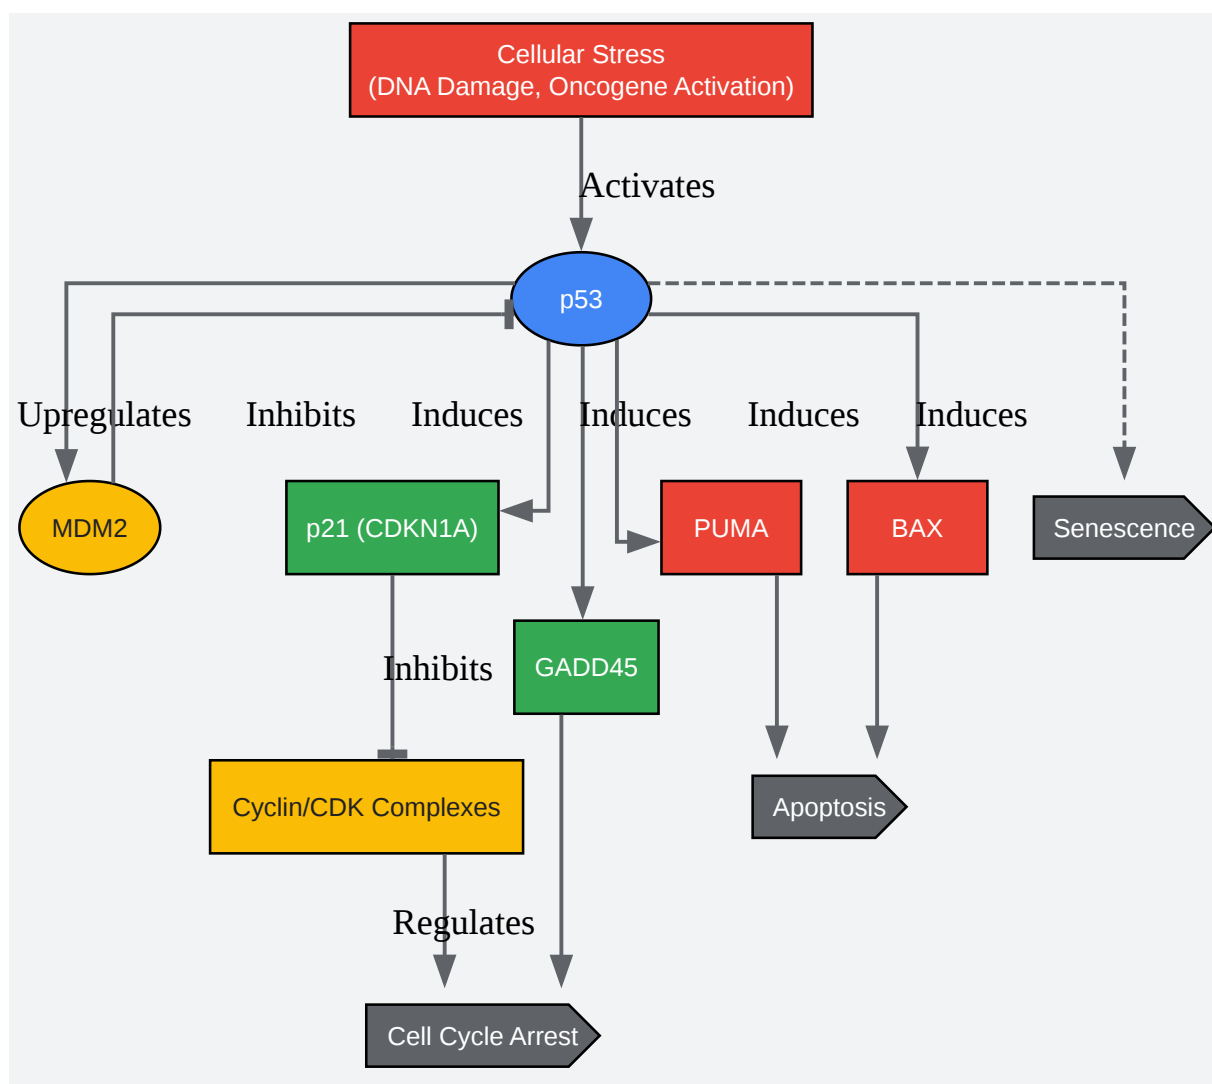 Cellular Stress
(DNA Damage, Oncogene Activation)
Activates
p53
Upregulates
Inhibits
Induces
Induces
Induces
Induces
MDM2
p21 (CDKN1A)
PUMA
BAX
Senescence
Inhibits
GADD45
Cyclin/CDK Complexes
Apoptosis
Regulates
Cell Cycle Arrest